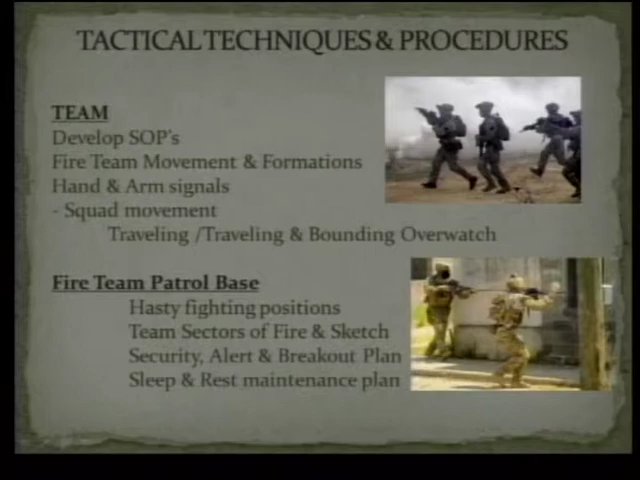 TACTICAL TECHNIQUES & PROCEDURES
TEAM
Develop SOP's
Fire Team Movement & Formations
Hand & Arm signals
- Squad movement
Traveling /Traveling & Bounding Overwatch
Fire Team Patrol Base
Hasty fighting positions
Team Sectors of Fire & Sketch
Security, Alert & Breakout Plan
Sleep & Rest maintenance plan